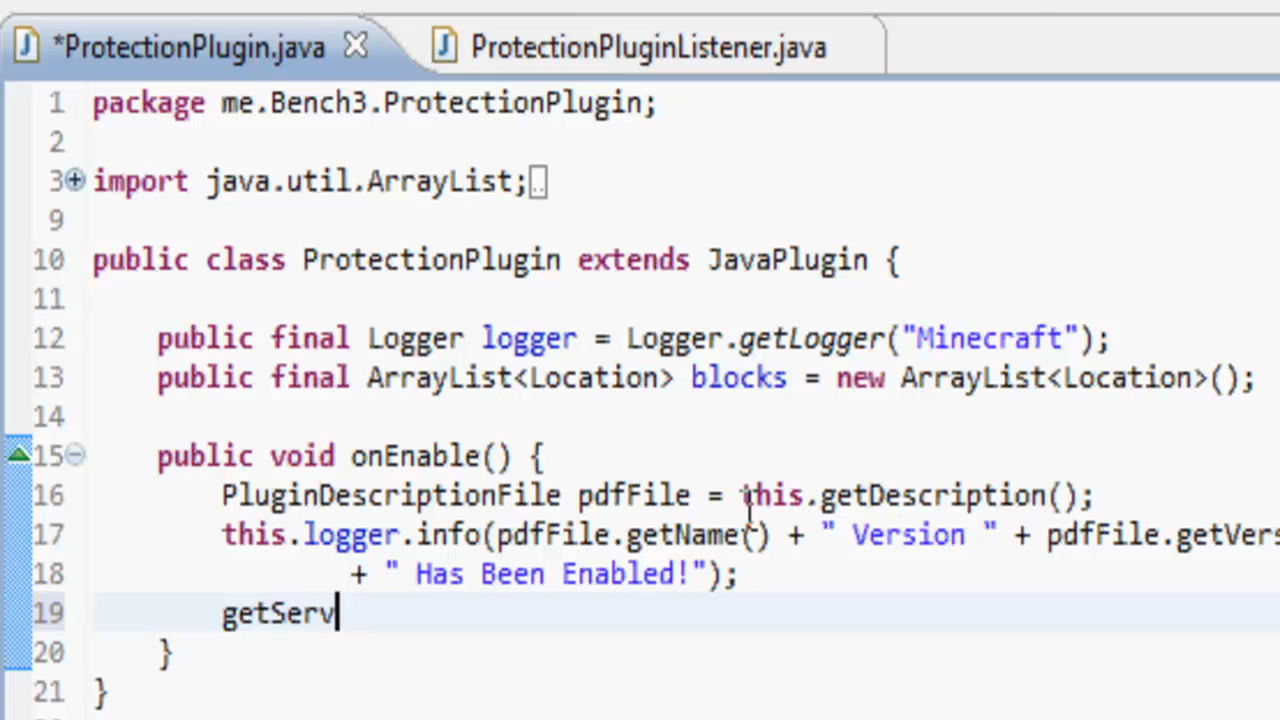 *ProtectionPlugin.java ProtectionPluginListener.java
1 package me.Bench3.ProtectionPlugin;
2
3 import java.util.ArrayList;
9
10 public class ProtectionPlugin extends JavaPlugin {
11
12 public final Logger logger = Logger.getLogger("Minecraft");
13 public final ArrayList<Location> blocks = new ArrayList<Location>();
14
15 public void onEnable() {
16 PluginDescriptionFile pdfFile = this.getDescription();
17 this.logger.info(pdfFile.getName() + " Version " + pdfFile.getVers
18 + " Has Been Enabled!");
19 getServ
20 }
21 }